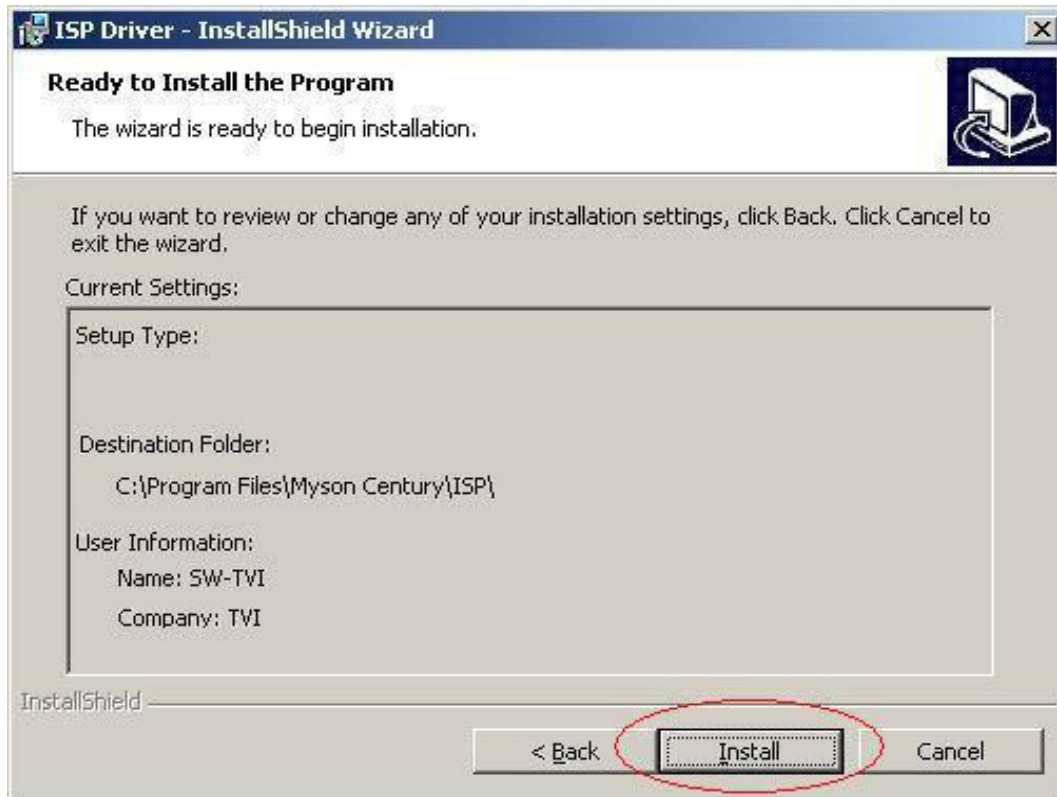 ISP Driver - InstallShield Wizard
Ready to Install the Program
The wizard is ready to begin installation.
If you want to review or change any of your installation settings, click Back. Click Cancel to
exit the wizard.
Current Settings:
Setup Type:
Destination Folder:
C:\Program Files\Myson Century\ISP\
User Information:
Name: SW-TVI
Company: TVI
InstallShield
< Back
Install
Cancel